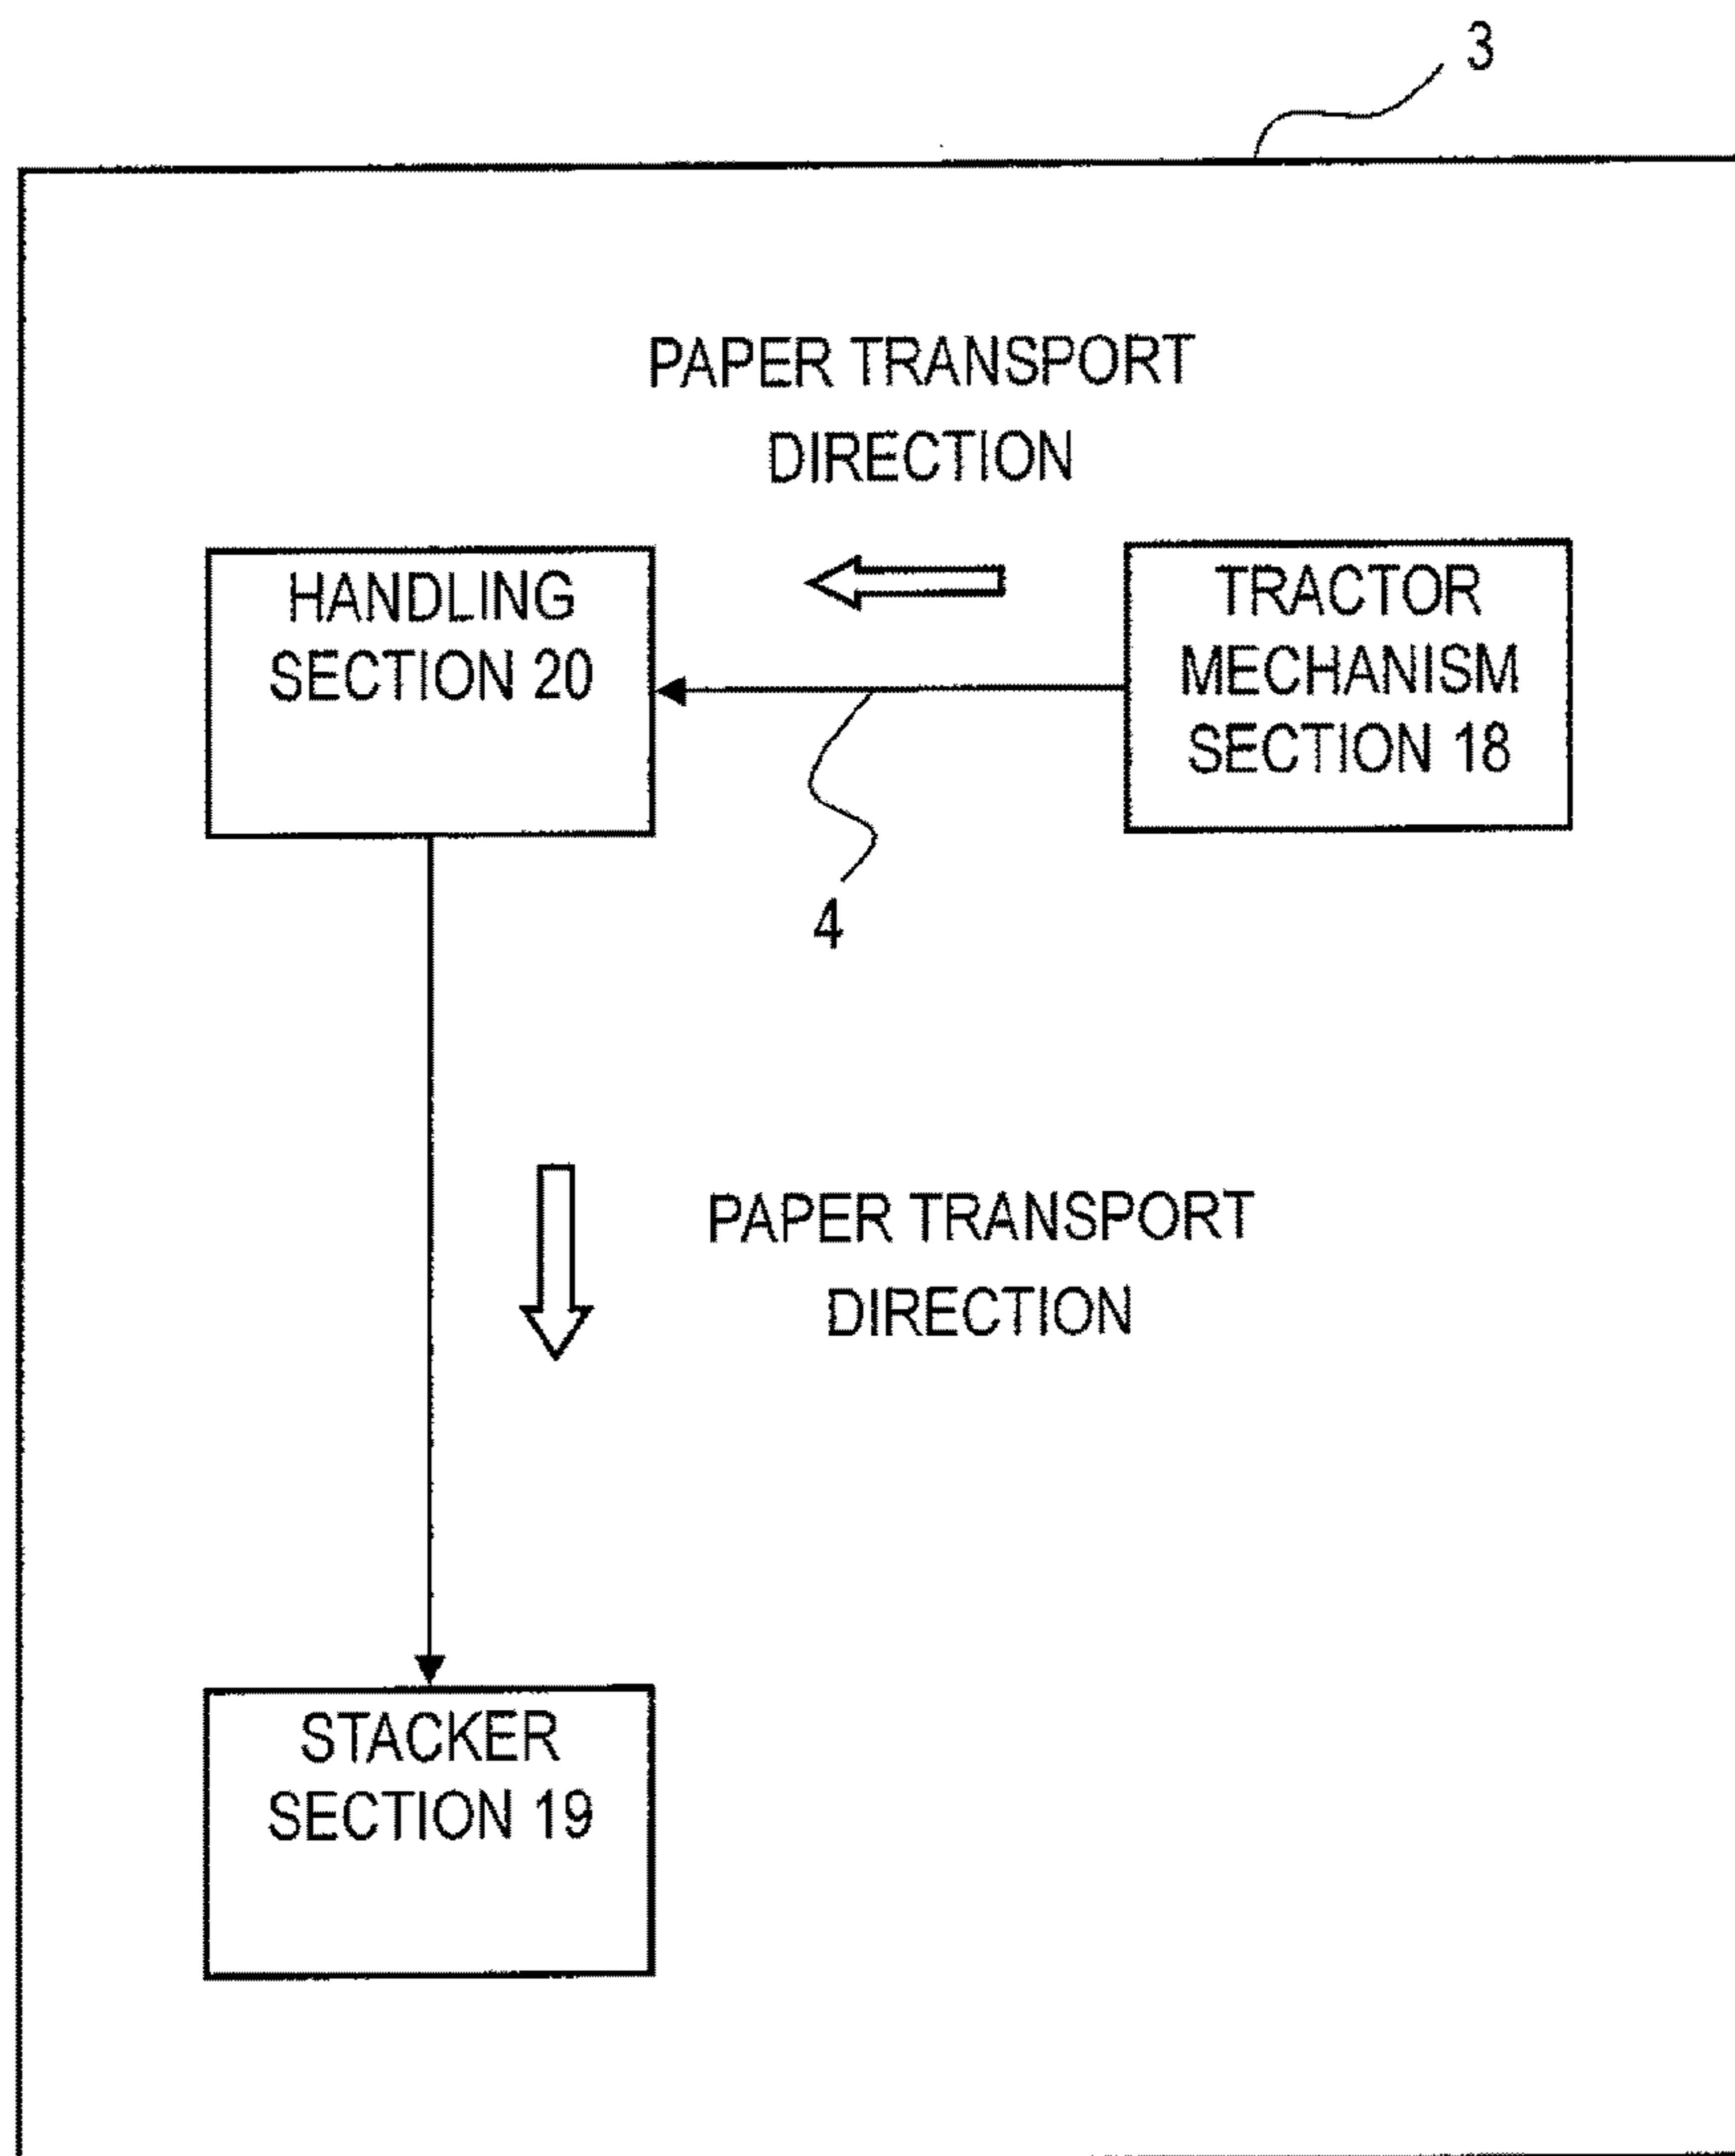 3
PAPER TRANSPORT
DIRECTION
HANDLING
SECTION 20
TRACTOR
MECHANISM
SECTION 18
4
PAPER TRANSPORT
DIRECTION
STACKER
SECTION 19